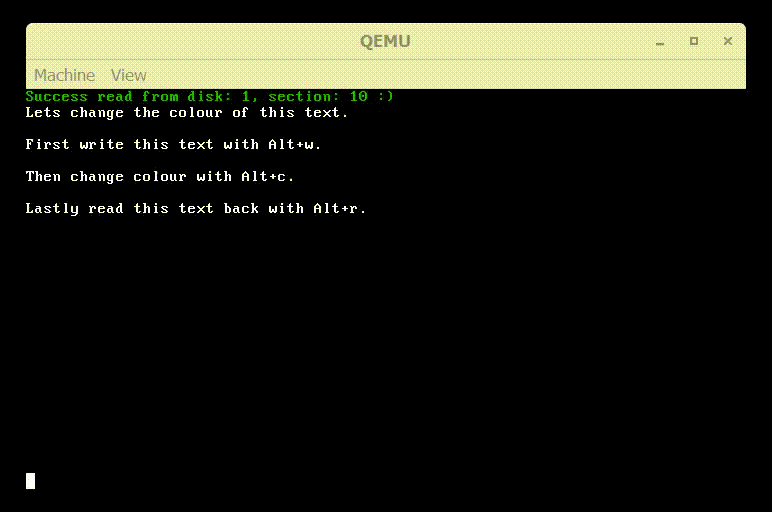 QEMU
Machine View
Success read from disk: 1, section: 10 :)
Lets change the colour of this text.
First write this text with Alt+w.
Then change colour with Alt+c.
Lastly read this text back with Alt+r.